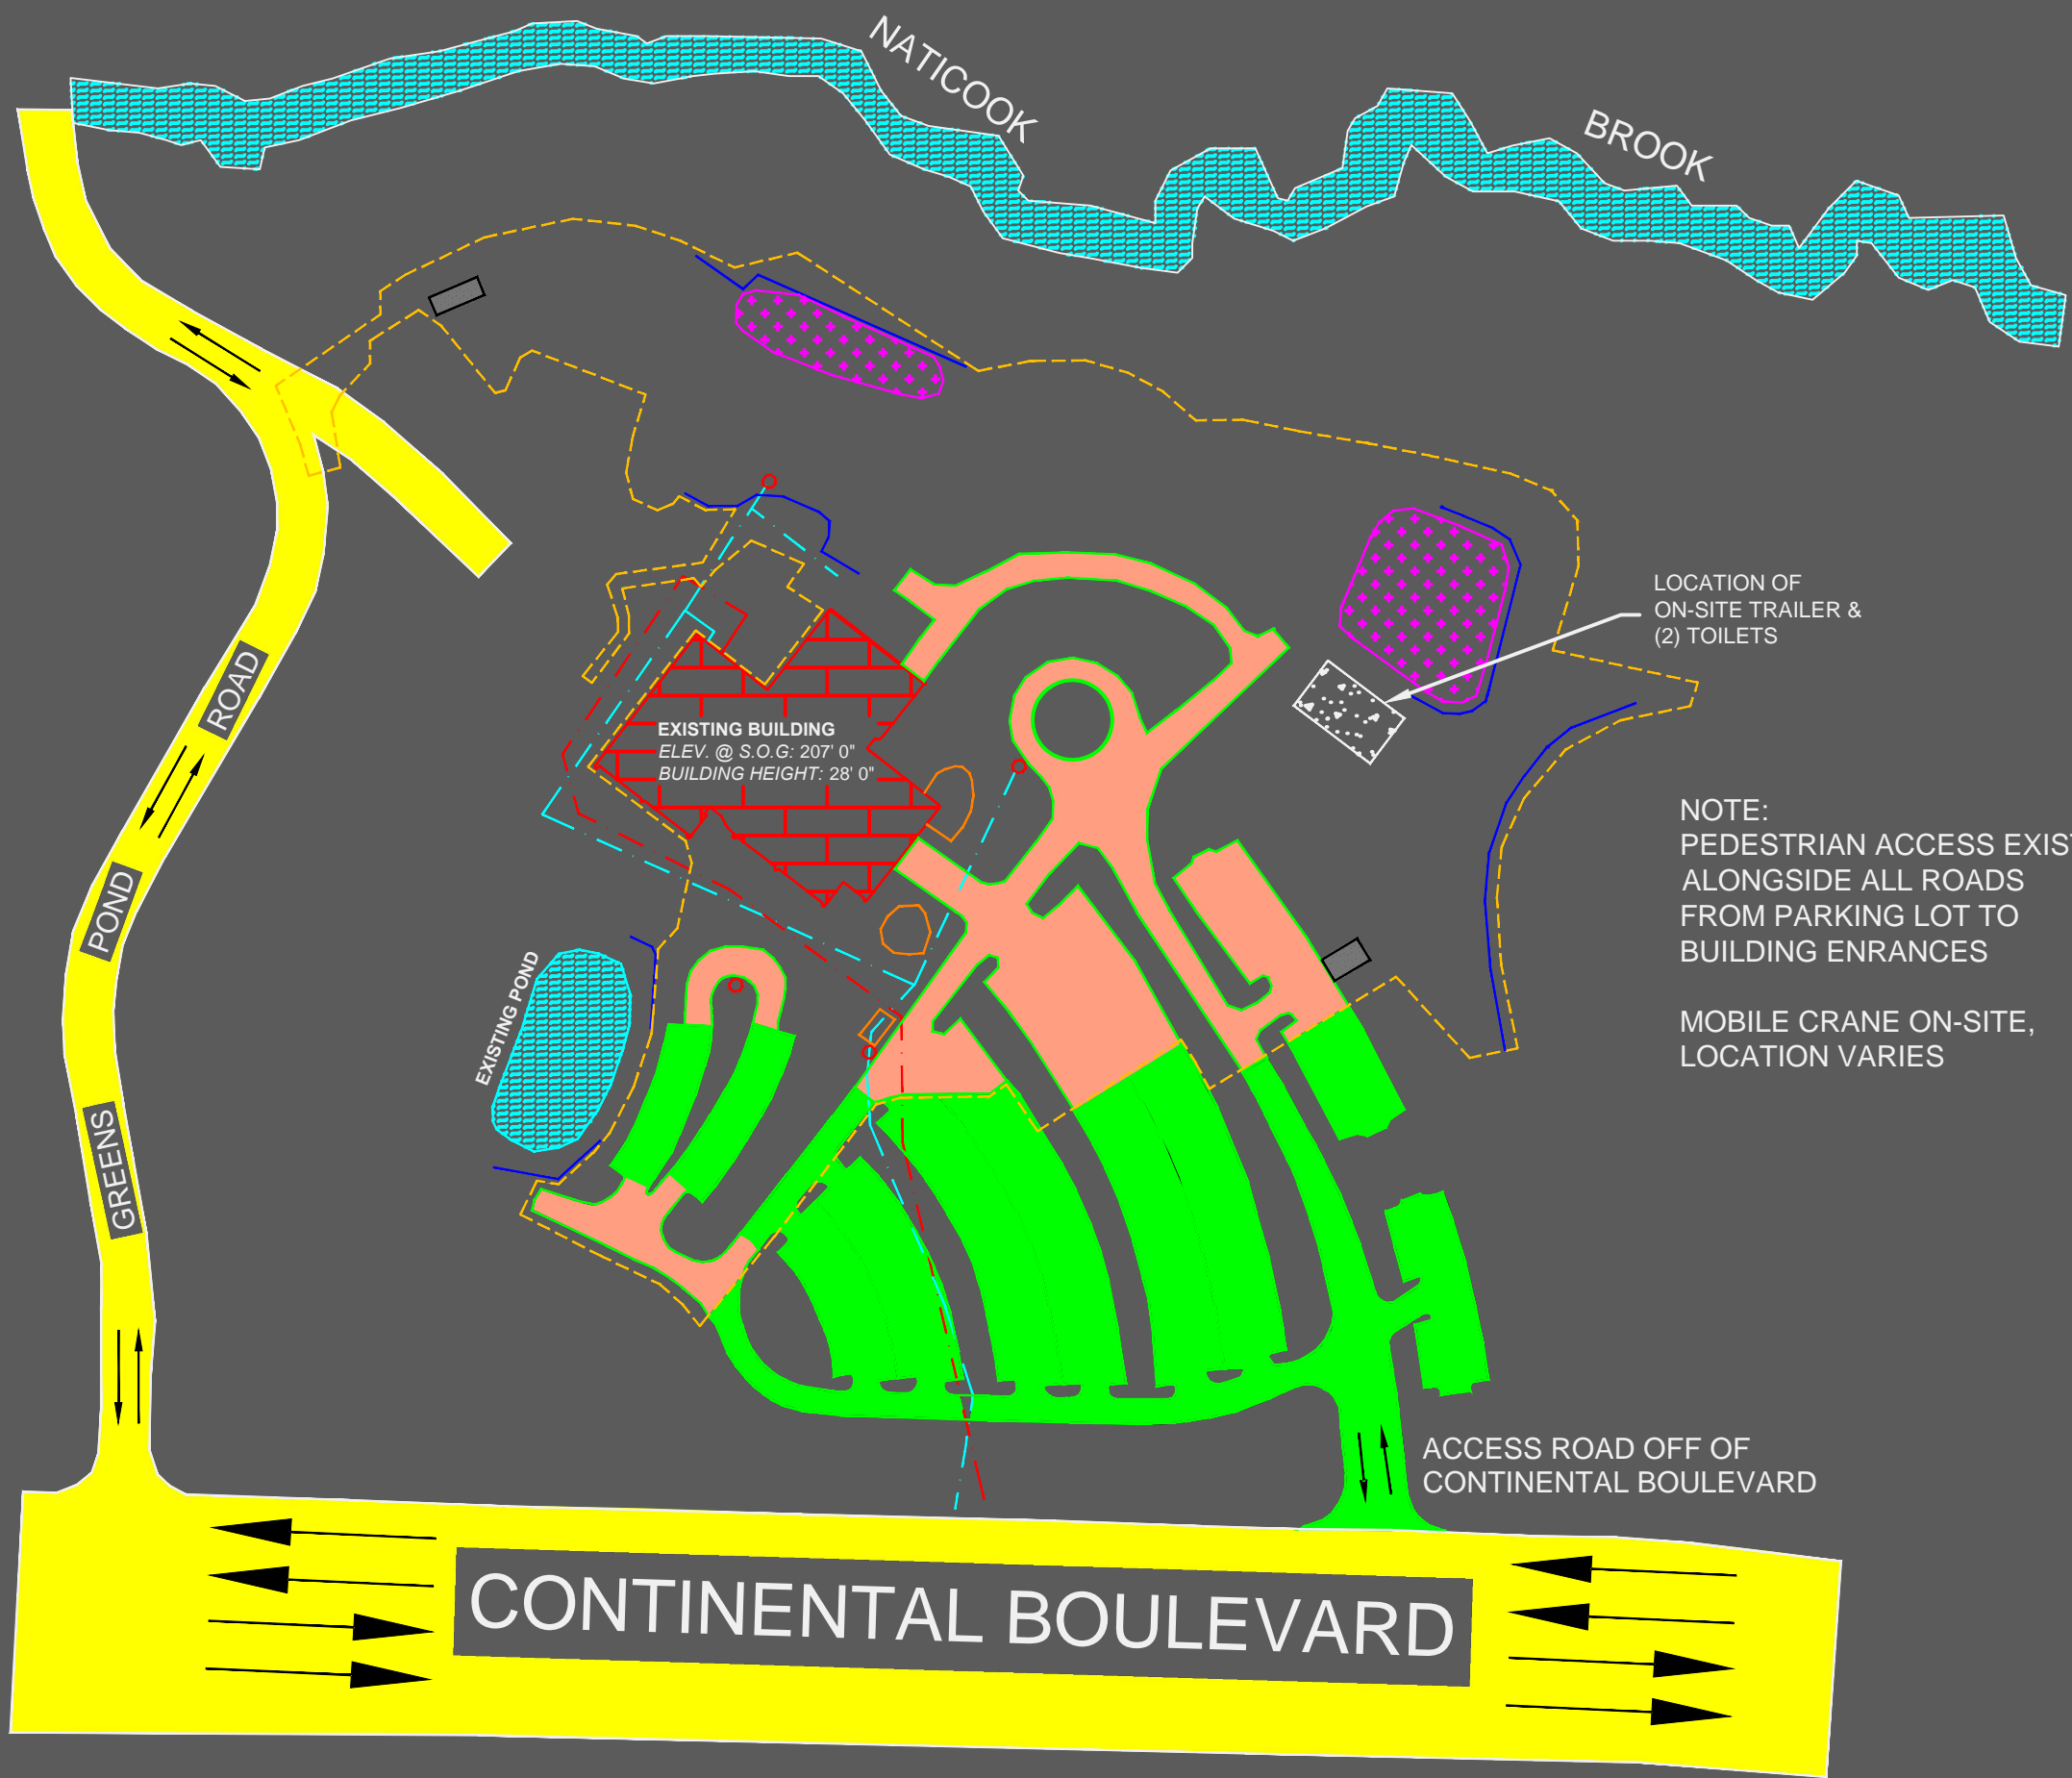 NATICOOK
BROOK
LOCATION OF
ON-SITE TRAILER &
(2) TOILETS
ROAD
EXISTING BUILDING
ELEV. @ S.O.G: 207' 0"
BUILDING HEIGHT: 28' 0"
NOTE:
PEDESTRIAN ACCESS EXIS
ALONGSIDE ALL ROADS
FROM PARKING LOT TO
BUILDING ENRANCES
POND
EXISTING POND
MOBILE CRANE ON-SITE,
LOCATION VARIES
GREENS
ACCESS ROAD OFF OF
CONTINENTAL BOULEVARD
CONTINENTAL BOULEVARD